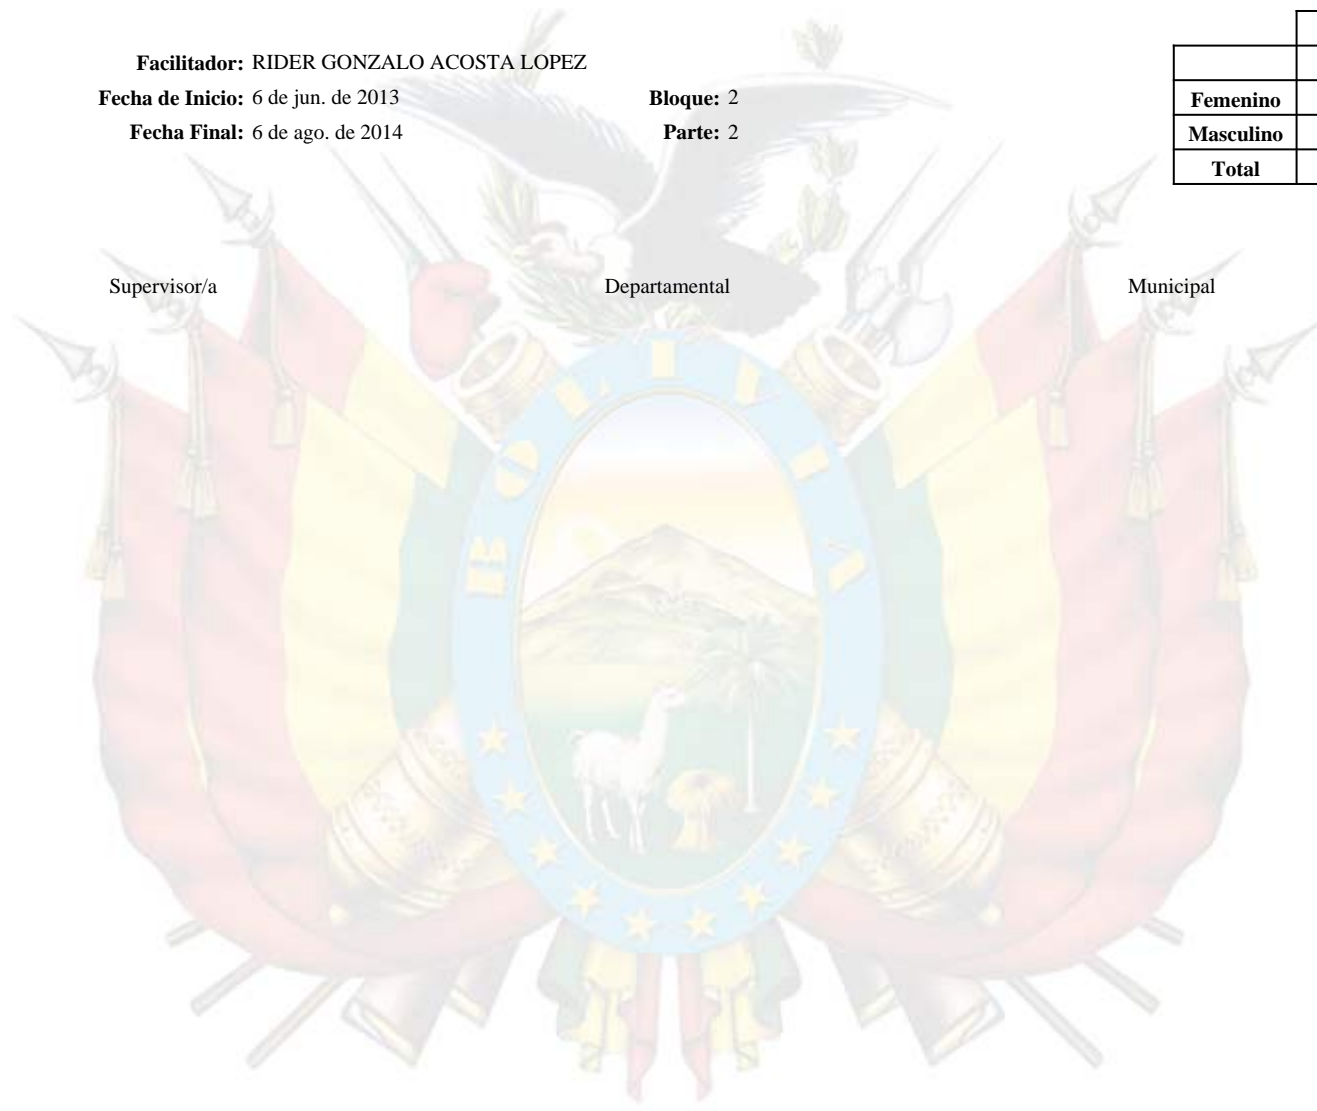 Facilitador: RIDER GONZALO ACOSTA LOPEZ
Fecha de Inicio: 6 de jun. de 2013 Bloque: 2
Fecha Final: 6 de ago. de 2014 Parte: 2
Femenino
Masculino
Total
Supervisor/a Departamental Municipal
BOLIVIA